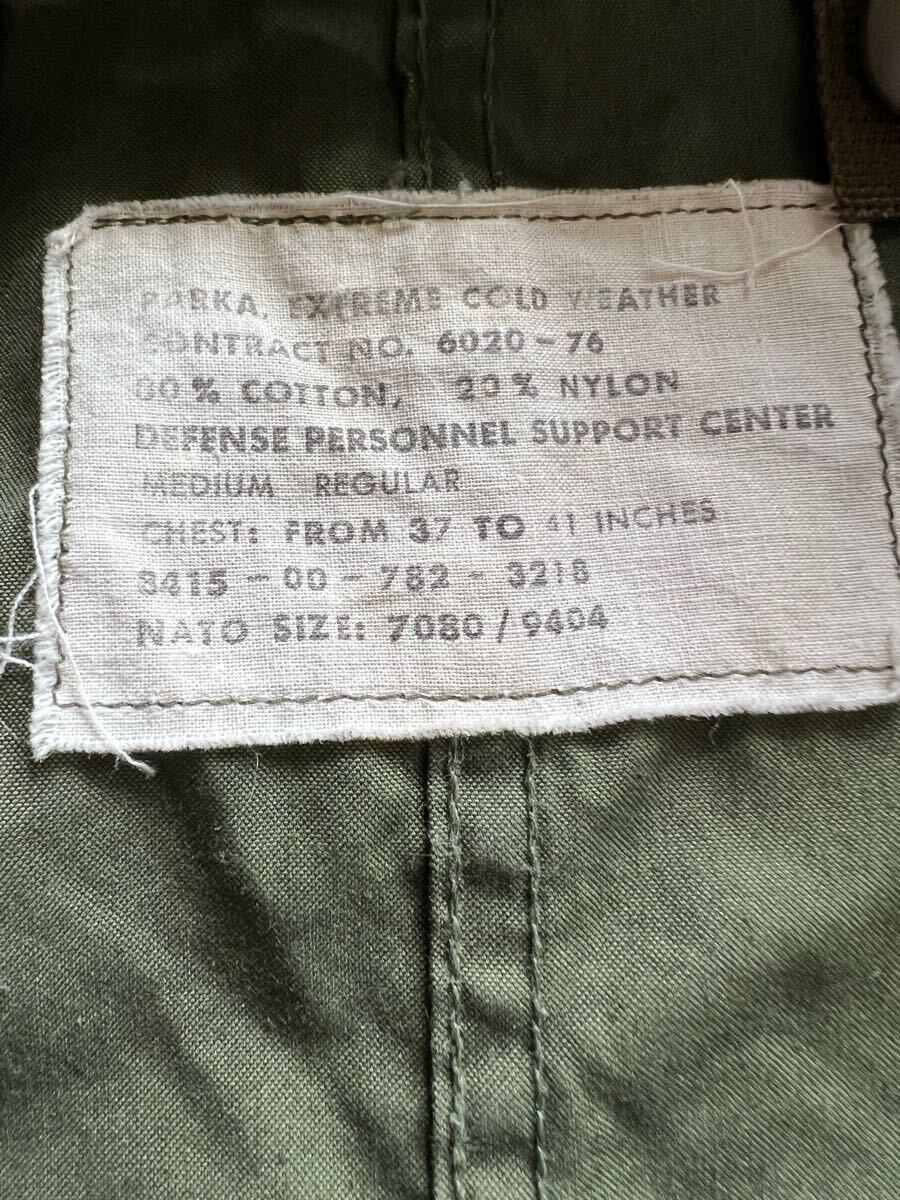 PARKA, EXTREME COLD WEATHER
CONTRACT NO. 6020-76
80% COTTON, 20% NYLON
DEFENSE PERSONNEL SUPPORT CENTER
MEDIUM REGULAR
CHEST: FROM 37 TO 41 INCHES
8415-00-782-3218
NATO SIZE: 7080/9404